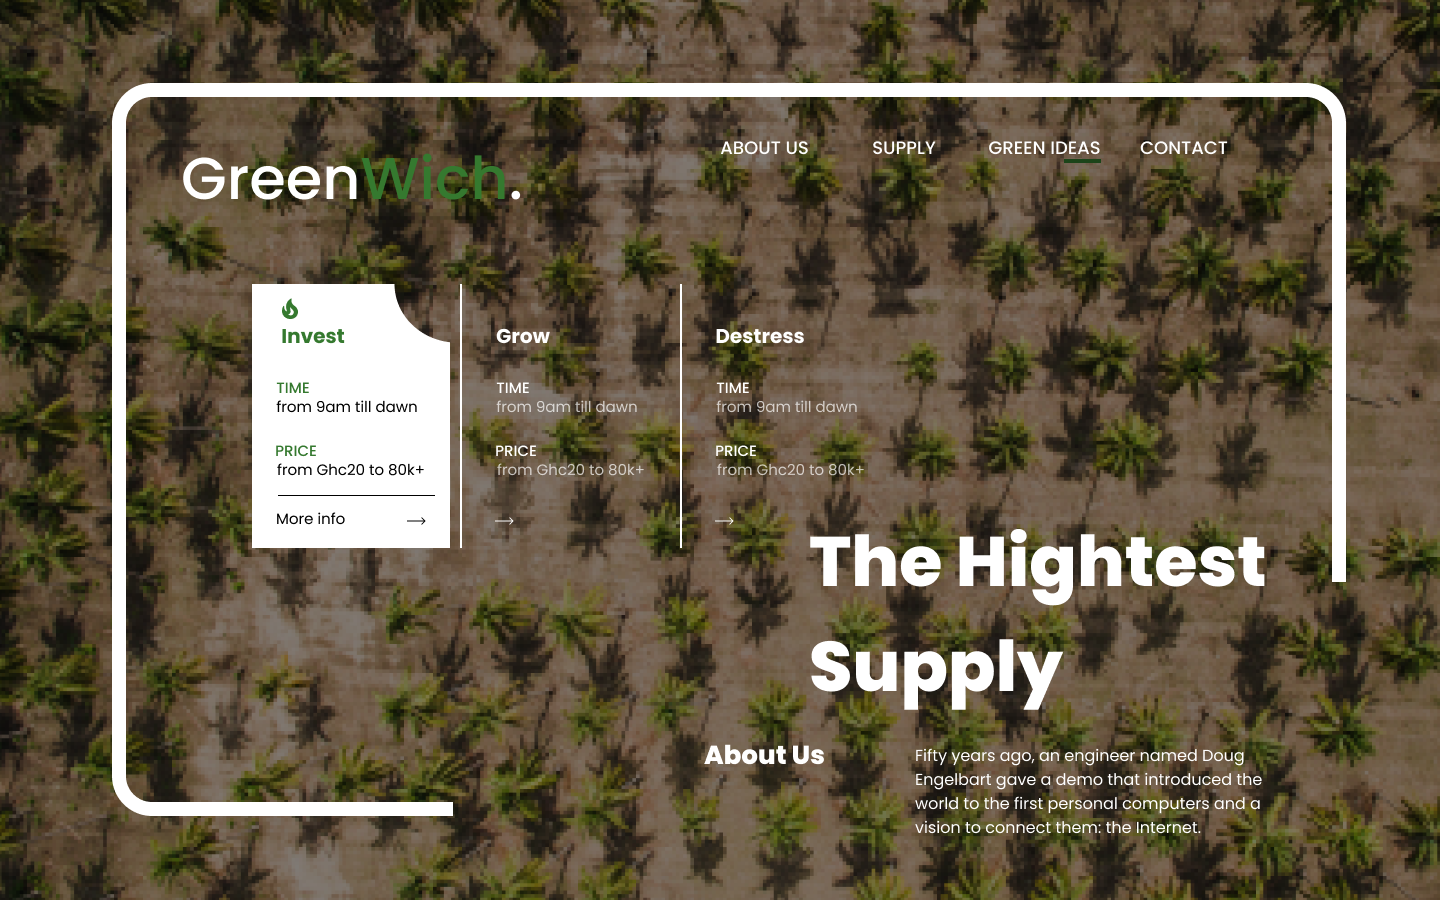 GreenWich.
ABOUT US
SUPPLY
GREEN IDEAS
CONTACT
Invest
TIME
from 9am till dawn
PRICE
from Ghc20 to 80k+
More info
Grow
TIME
from 9am till dawn
PRICE
from Ghc20 to 80k+
Destress
TIME
from 9am till dawn
PRICE
from Ghc20 to 80k+
The Hightest
Supply
About Us
Fifty years ago, an engineer named Doug
Engelbart gave a demo that introduced the
world to the first personal computers and a
vision to connect them: the Internet.